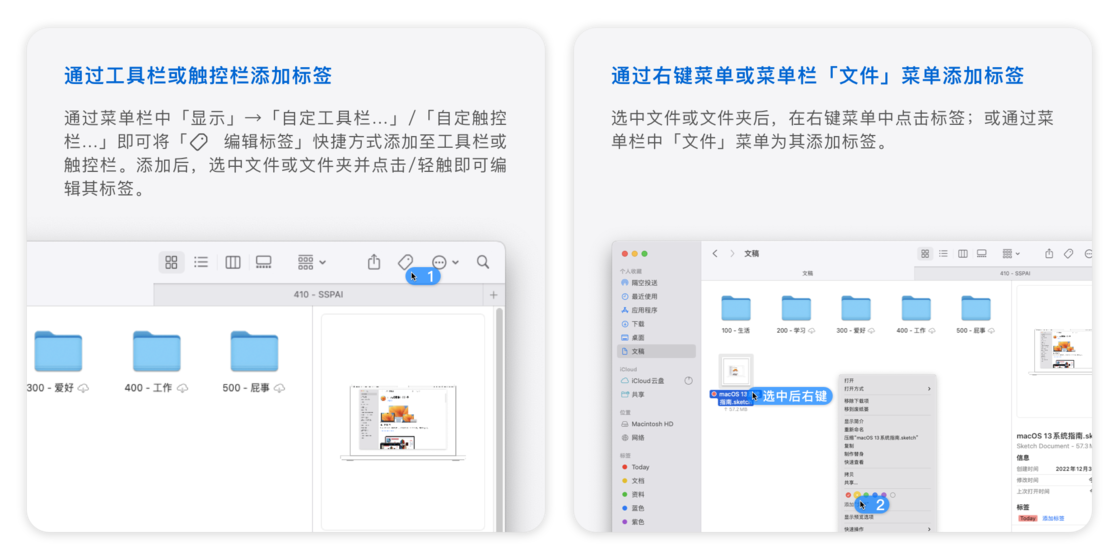 通过工具栏或触控栏添加标签
通过菜单栏中「显示」→「自定工具栏...」/「自定触控
栏...」即可将「 编辑标签」快捷方式添加至工具栏或
触控栏。添加后，选中文件或文件夹并点击/轻触即可编
辑其标签。
1
410 - SSPAI
300 - 爱好
400 - 工作
500 - 屁事
通过右键菜单或菜单栏「文件」菜单添加标签
选中文件或文件夹后，在右键菜单中点击标签；或通过菜
单栏中「文件」菜单为其添加标签。
个人收藏
隔空投送
最近使用
应用程序
下载
桌面
文稿
iCloud
iCloud云盘
共享
位置
Macintosh HD
网络
标签
Today
文档
资料
蓝色
紫色
文稿
文稿
410 - SSPAI
100 - 生活
200 - 学习
300 - 爱好
400 - 工作
500 - 屁事
macOS 13
指南.sketch
57.2 MB
选中后右键
打开
打开方式
移除下载项
移到废纸篓
显示简介
重新命名
压缩"macOS 13系统指南.sketch"
复制
制作替身
快速查看
拷贝
共享...
添加
2
显示预览选项
快速操作
macOS 13系统指南.sk
Sketch Document - 57.3
信息
创建时间 2022年12月3
修改时间
上次打开时间
标签
Today 添加标签